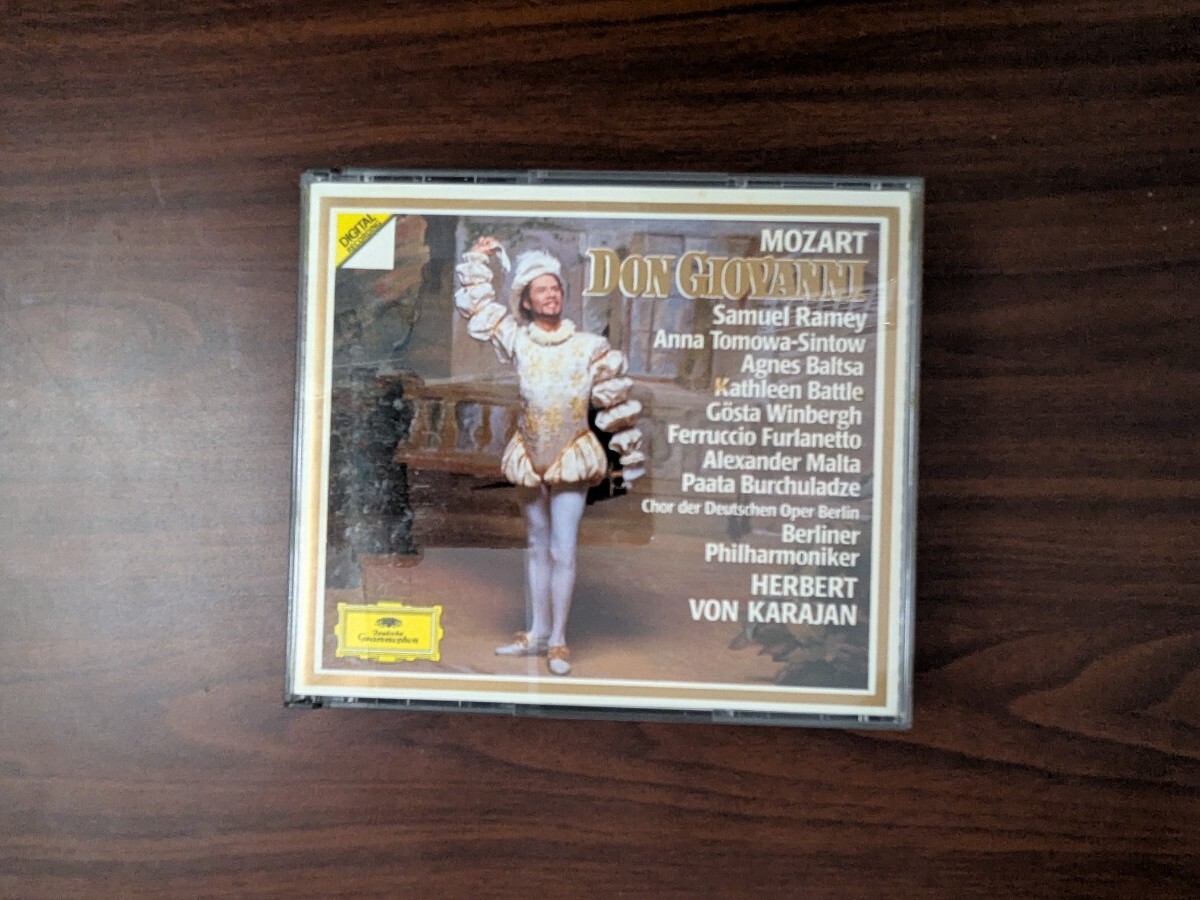 DIGITAL
RECORDING
MOZART
DON GIOVANNI
Samuel Ramey
Anna Tomowa-Sintow
Agnes Baltsa
Kathleen Battle
Gösta Winbergh
Ferruccio Furlanetto
Alexander Malta
Paata Burchuladze
Chor der Deutschen Oper Berlin
Berliner
Philharmoniker
HERBERT
VON KARAJAN
Deutsche
Grammophon